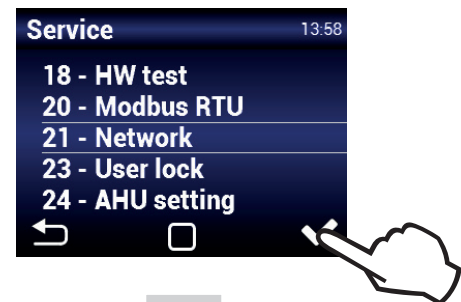 Service 13:58
18 - HW test
20 - Modbus RTU
21 - Network
23 - User lock
24 - AHU setting